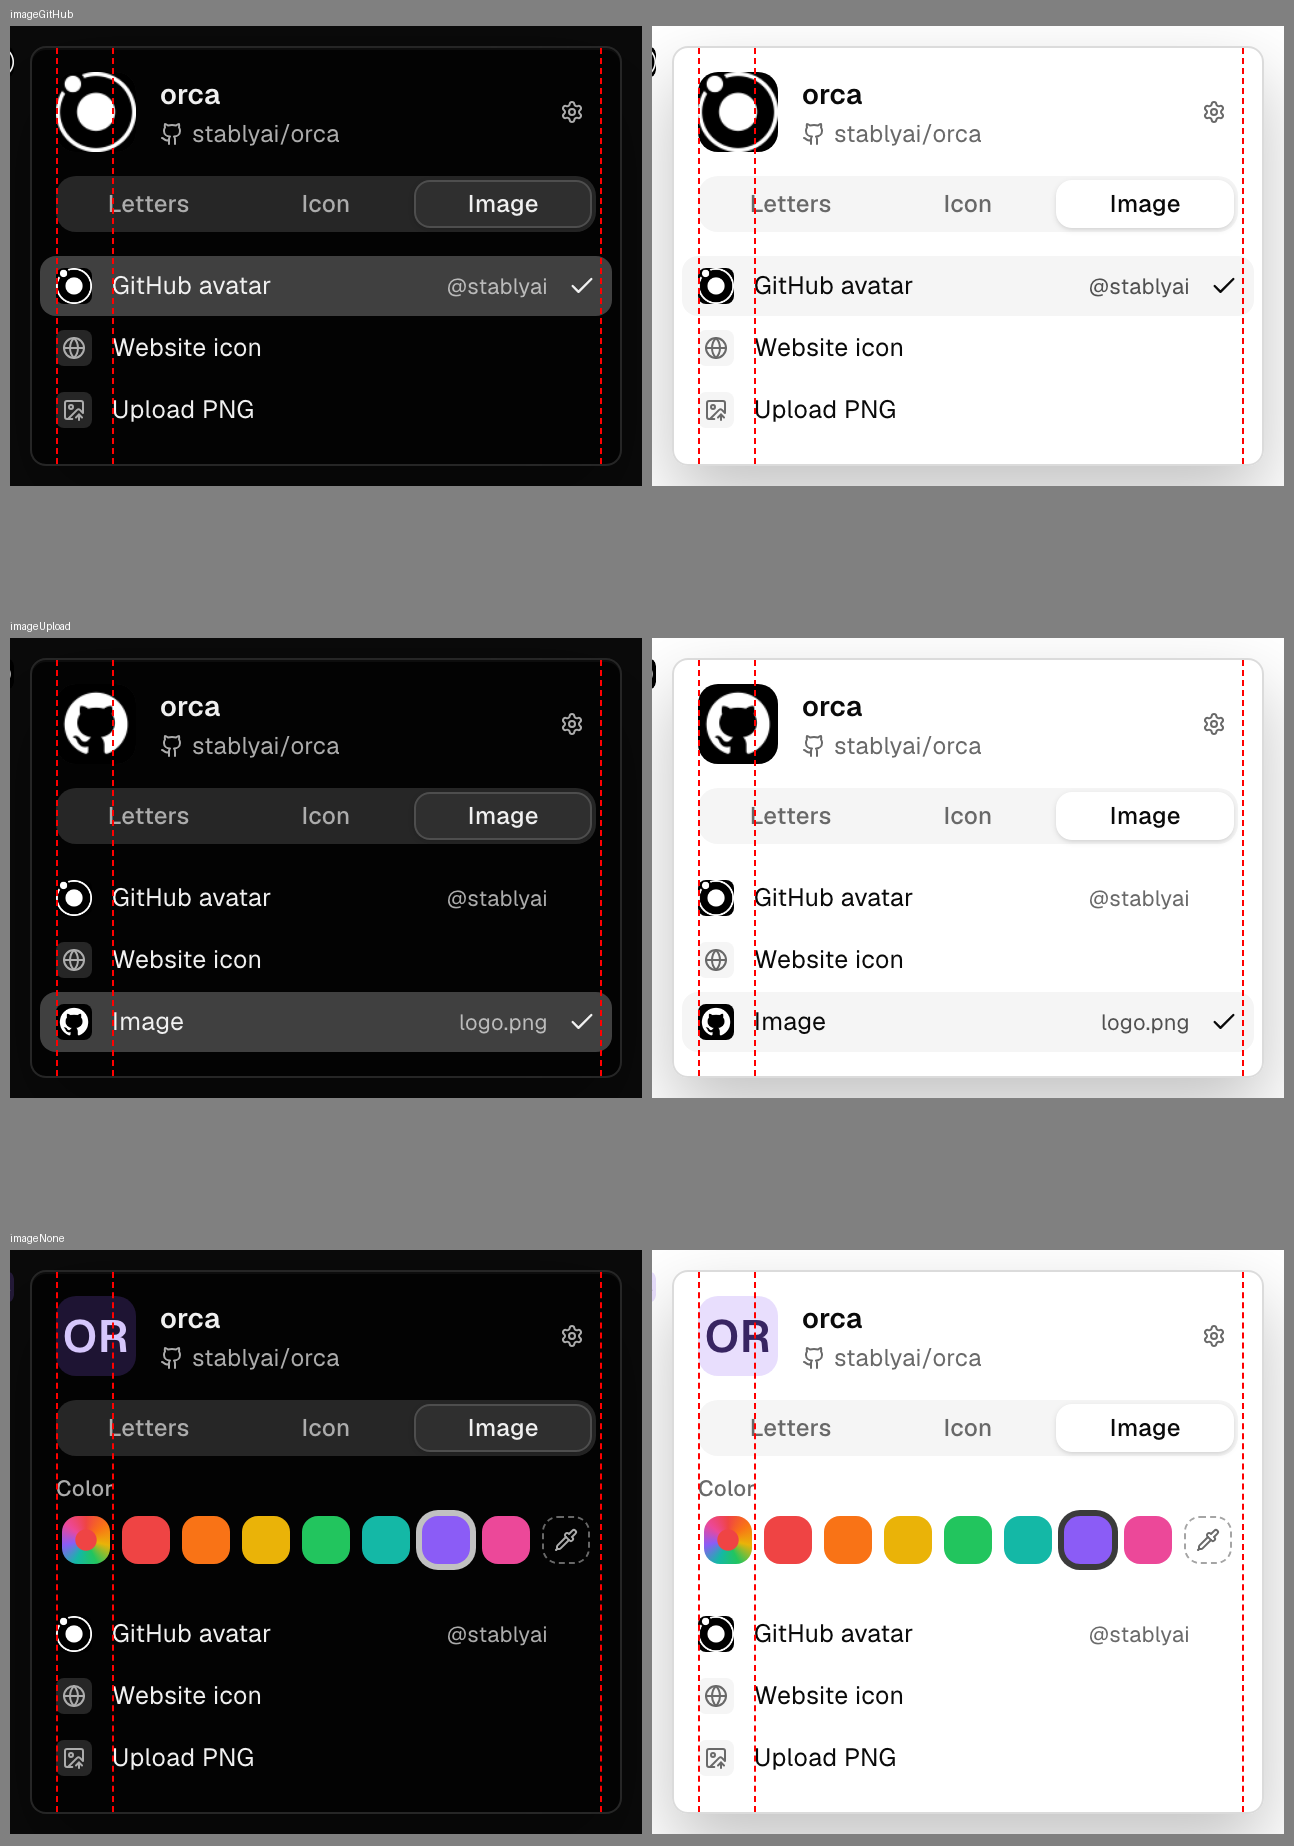 imageGitHub
orca
stablyai/orca
Letters Icon Image
GitHub avatar @stablyai
Website icon
Upload PNG
orca
stablyai/orca
Letters Icon Image
GitHub avatar @stablyai
Website icon
Upload PNG
imageUpload
orca
stablyai/orca
Letters Icon Image
GitHub avatar @stablyai
Website icon
Image logo.png
orca
stablyai/orca
Letters Icon Image
GitHub avatar @stablyai
Website icon
Image logo.png
imageNone
OR
orca
stablyai/orca
Letters Icon Image
Color
GitHub avatar @stablyai
Website icon
Upload PNG
OR
orca
stablyai/orca
Letters Icon Image
Color
GitHub avatar @stablyai
Website icon
Upload PNG